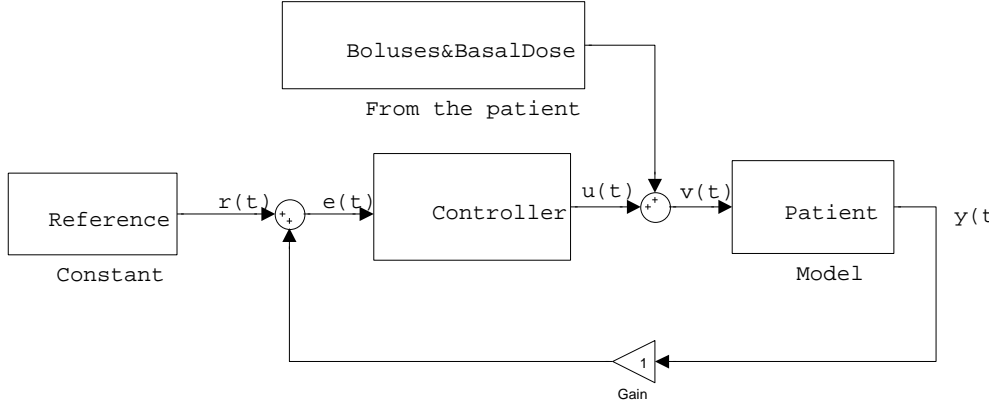 Boluses&BasalDose
From the patient
Reference
Constant
r(t)
+
+
e(t)
Controller
u(t)
+
+
v(t)
Patient
Model
y(t
1
Gain